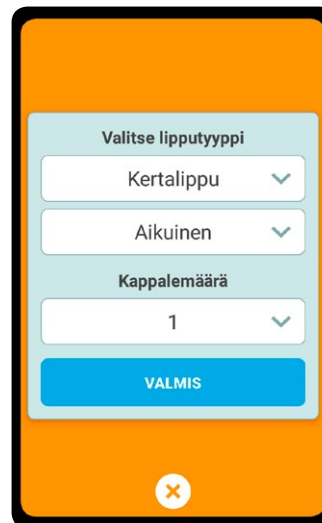 Valitse lipputyyppi
Kertalippu
Aikuinen
Kappalemäärä
1
VALMIS